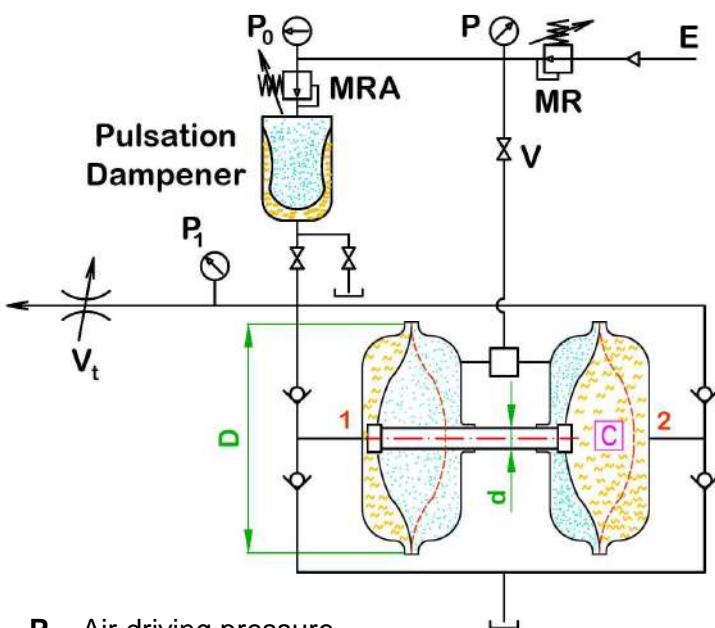 P₀
P
E
MRA
MR
Pulsation
Dampener
V
P₁
Vₜ
1
C
2
D
d
P Air driving pressure